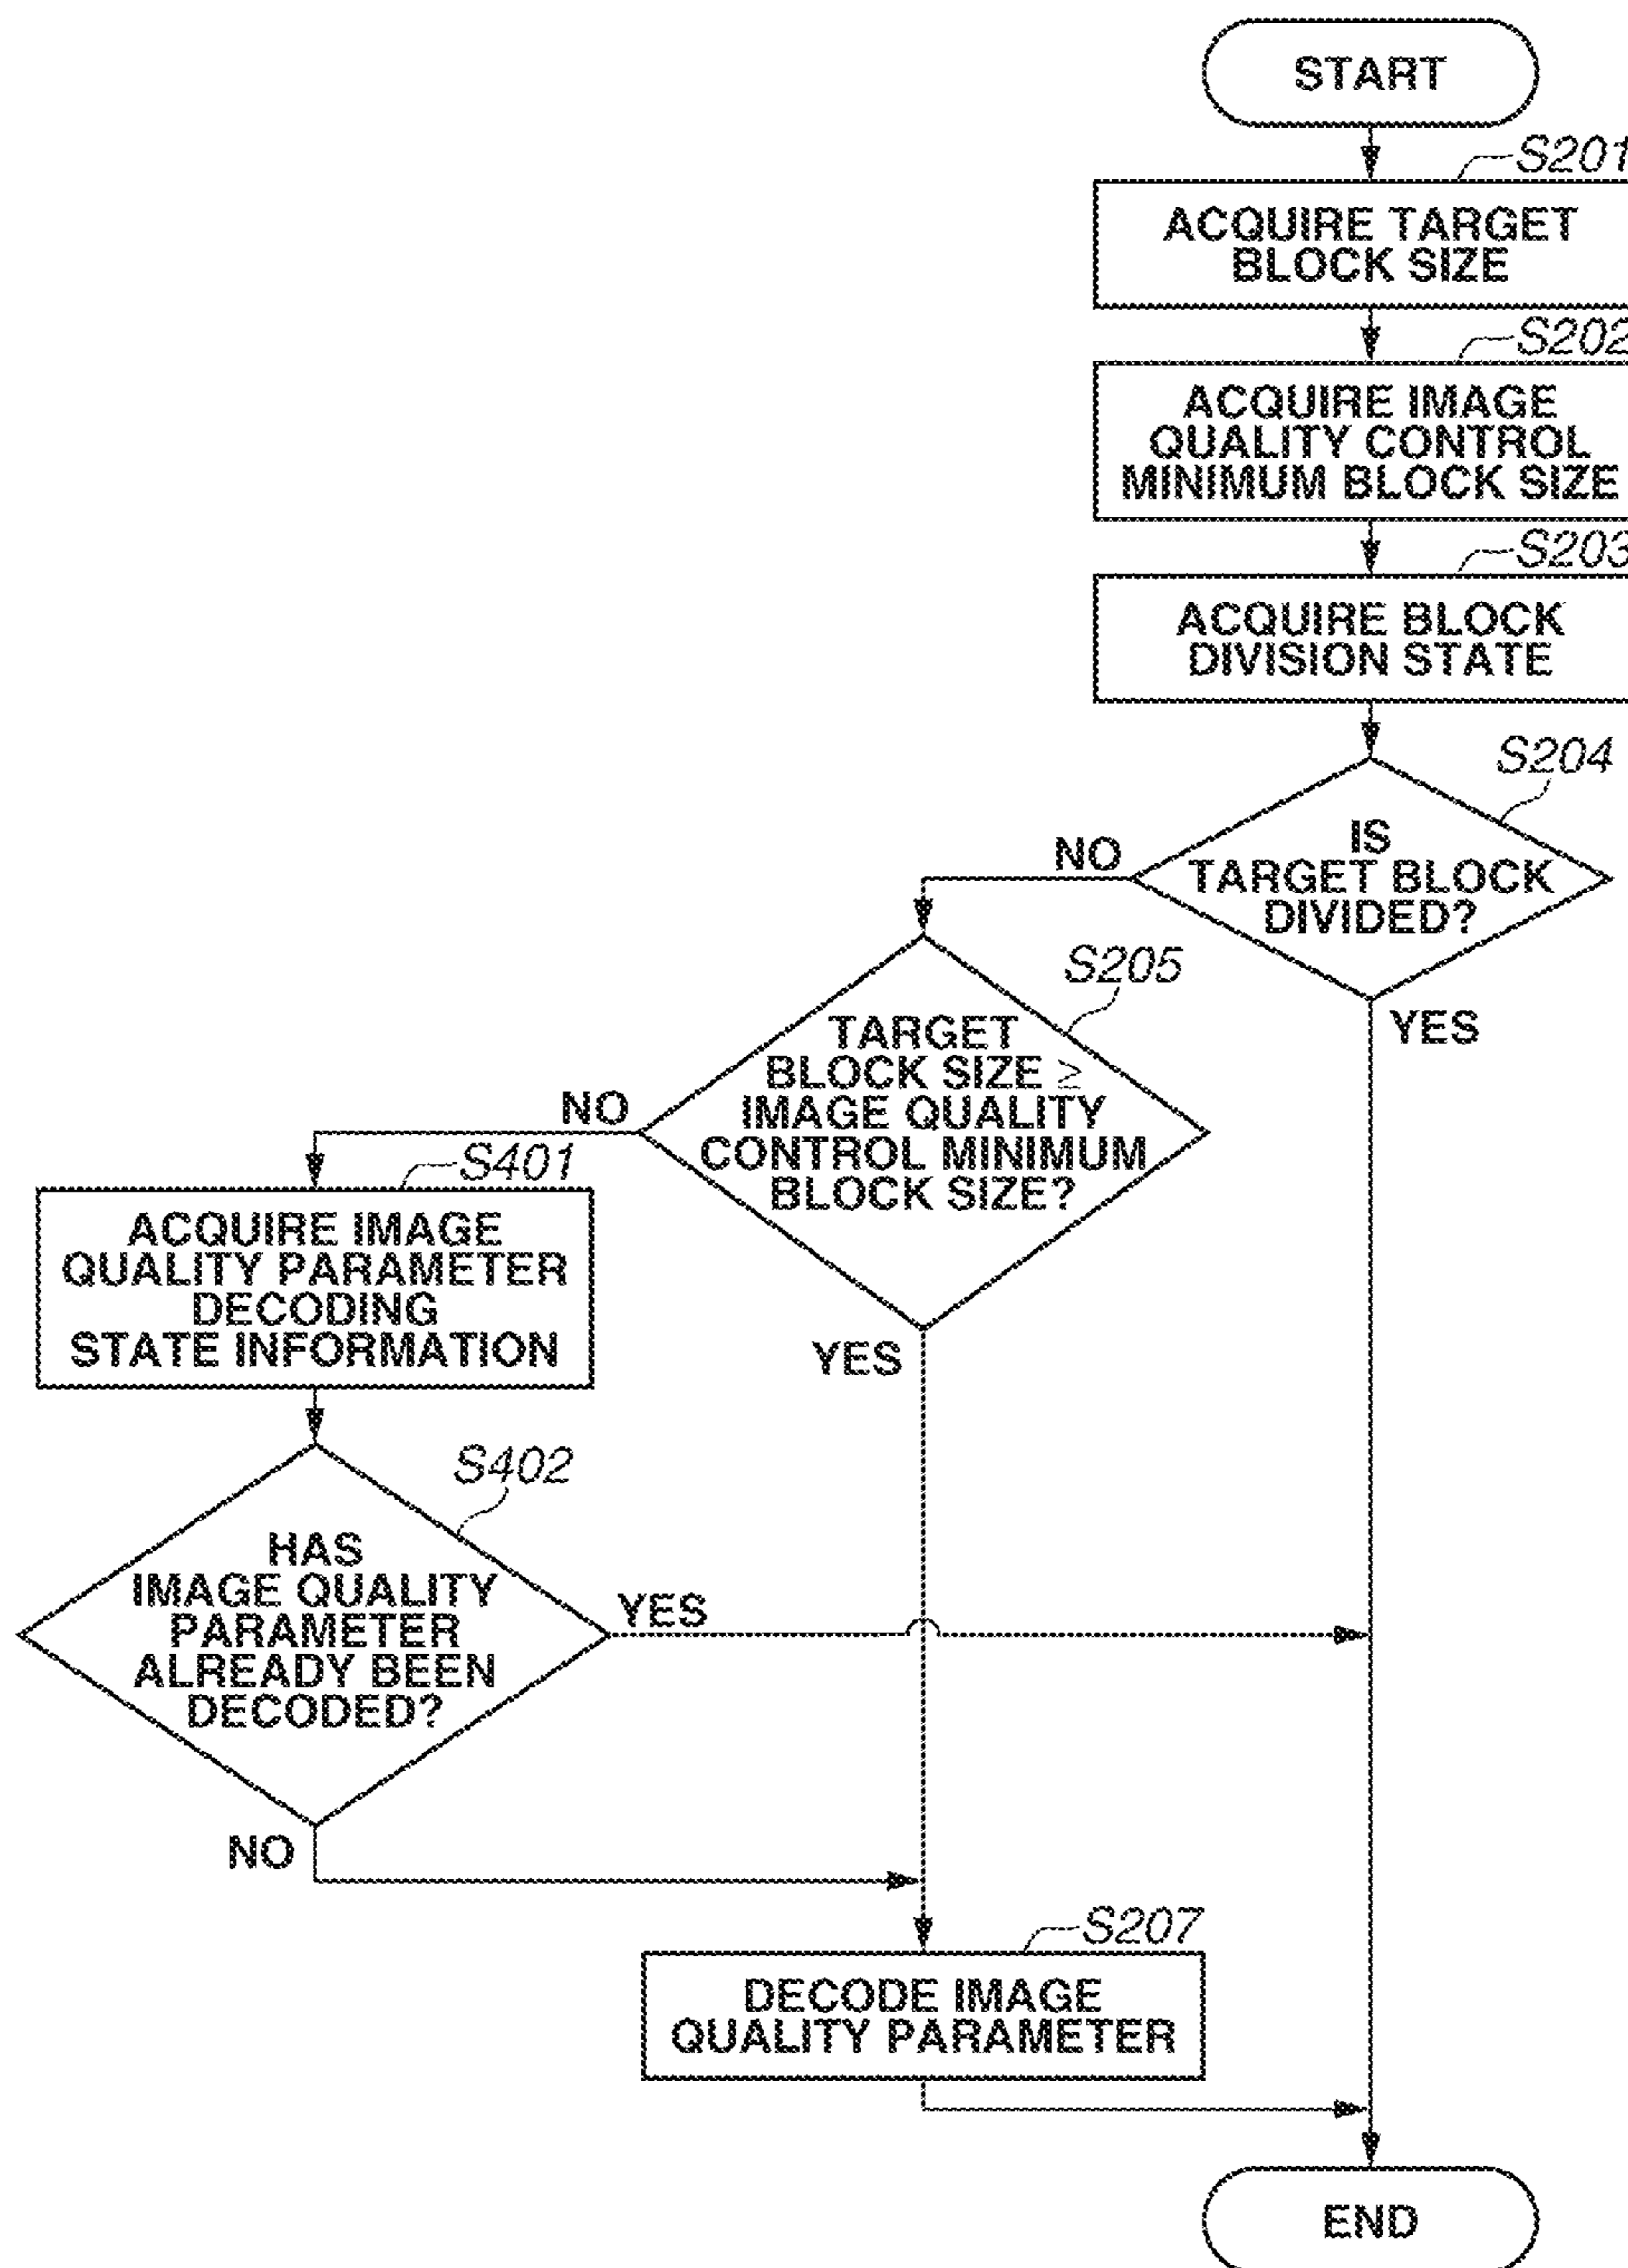 START
S201
ACQUIRE TARGET
BLOCK SIZE
S202
ACQUIRE IMAGE
QUALITY CONTROL
MINIMUM BLOCK SIZE
S203
ACQUIRE BLOCK
DIVISION STATE
S204
IS
TARGET BLOCK
DIVIDED?
NO
YES
S205
TARGET
BLOCK SIZE ≥
IMAGE QUALITY
CONTROL MINIMUM
BLOCK SIZE?
NO
YES
S401
ACQUIRE IMAGE
QUALITY PARAMETER
DECODING
STATE INFORMATION
S402
HAS
IMAGE QUALITY
PARAMETER
ALREADY BEEN
DECODED?
YES
NO
S207
DECODE IMAGE
QUALITY PARAMETER
END